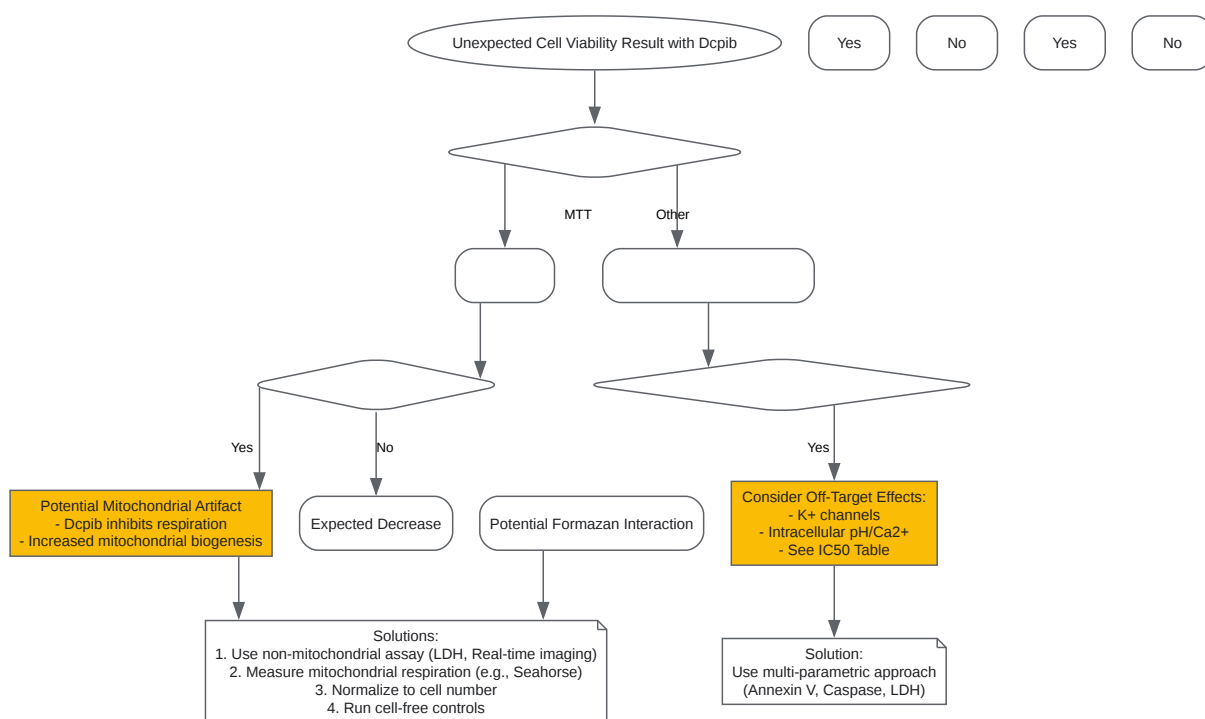 Unexpected Cell Viability Result with Dcpib
Yes
No
Yes
No
MTT
Other
Yes
No
Yes
Potential Mitochondrial Artifact
- Dcpib inhibits respiration
- Increased mitochondrial biogenesis
Expected Decrease
Potential Formazan Interaction
Consider Off-Target Effects:
- K+ channels
- Intracellular pH/Ca2+
- See IC50 Table
Solutions:
1. Use non-mitochondrial assay (LDH, Real-time imaging)
2. Measure mitochondrial respiration (e.g., Seahorse)
3. Normalize to cell number
4. Run cell-free controls
Solution:
Use multi-parametric approach
(Annexin V, Caspase, LDH)